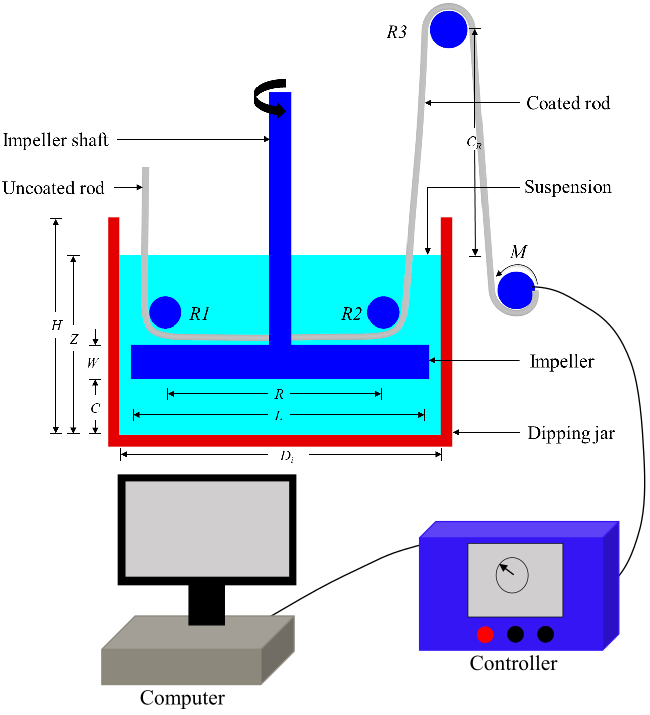 R3
Coated rod
Impeller shaft
C_R
Uncoated rod
Suspension
M
R1
R2
H
Z
W
Impeller
R
C
L
Dipping jar
D_i
Controller
Computer